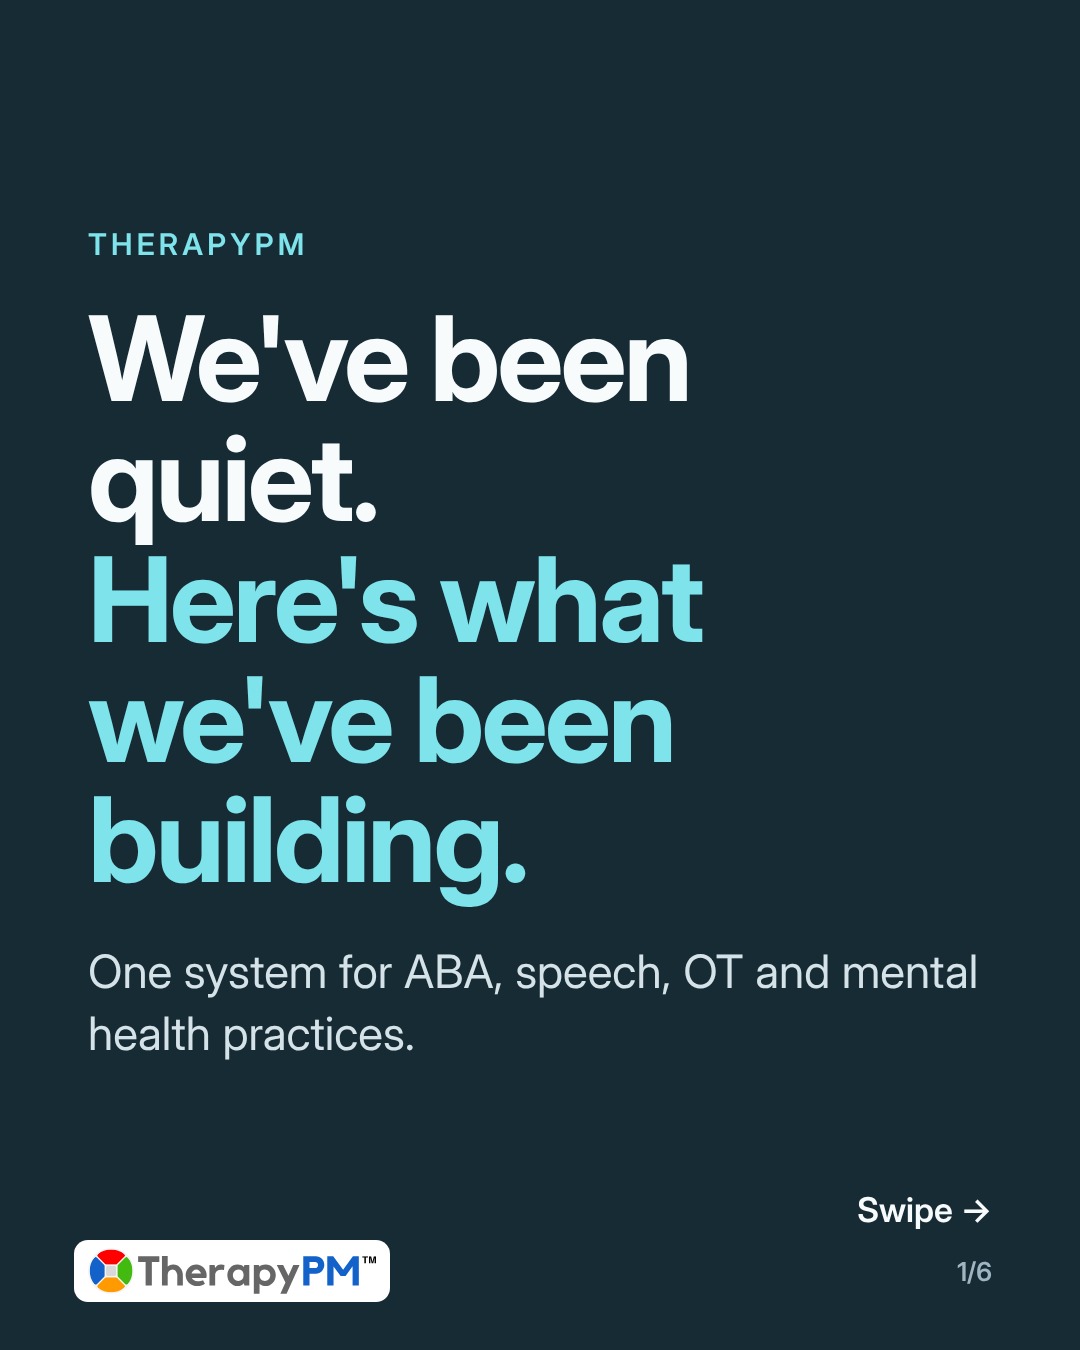 THERAPYPM
We've been
quiet.
Here's what
we've been
building.
One system for ABA, speech, OT and mental
health practices.
Swipe →
TherapyPM™
1/6